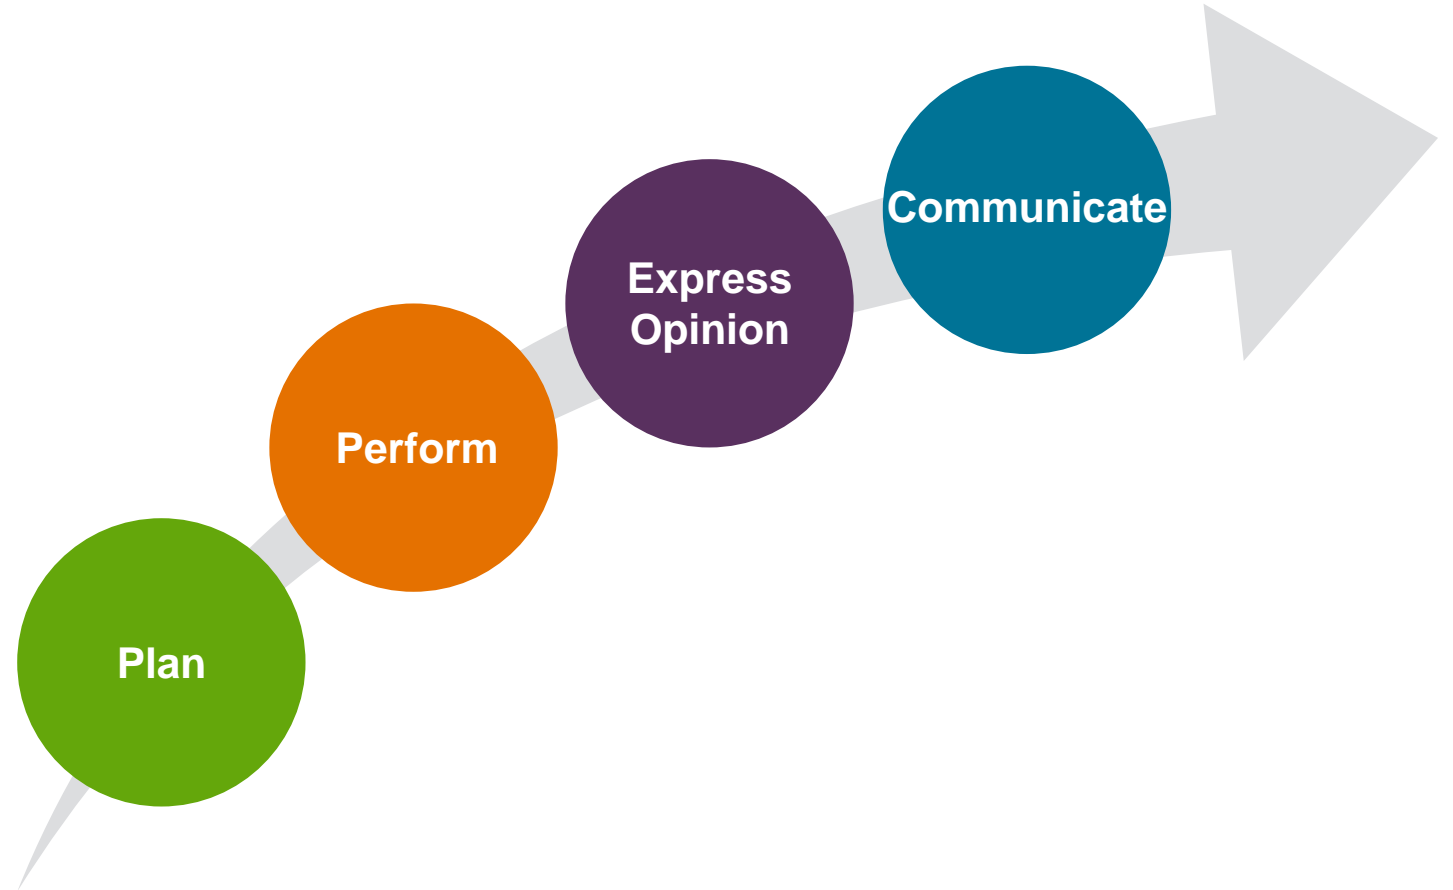 Plan
Perform
Express
Opinion
Communicate